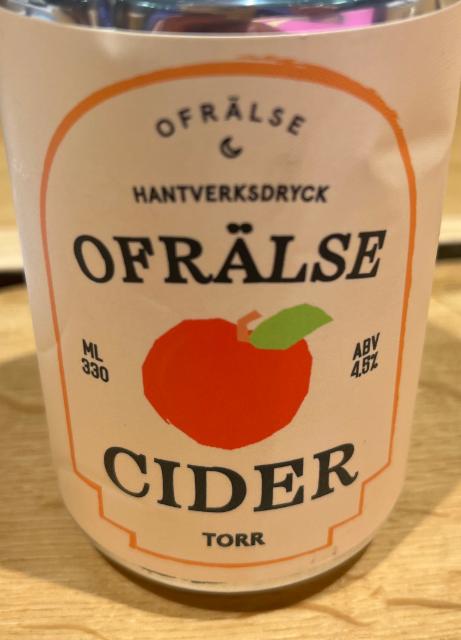 OFRÄLSE
HANTVERKSDRYCK
OFRÄLSE
ML
330
ABV
4,5%
CIDER
TORR